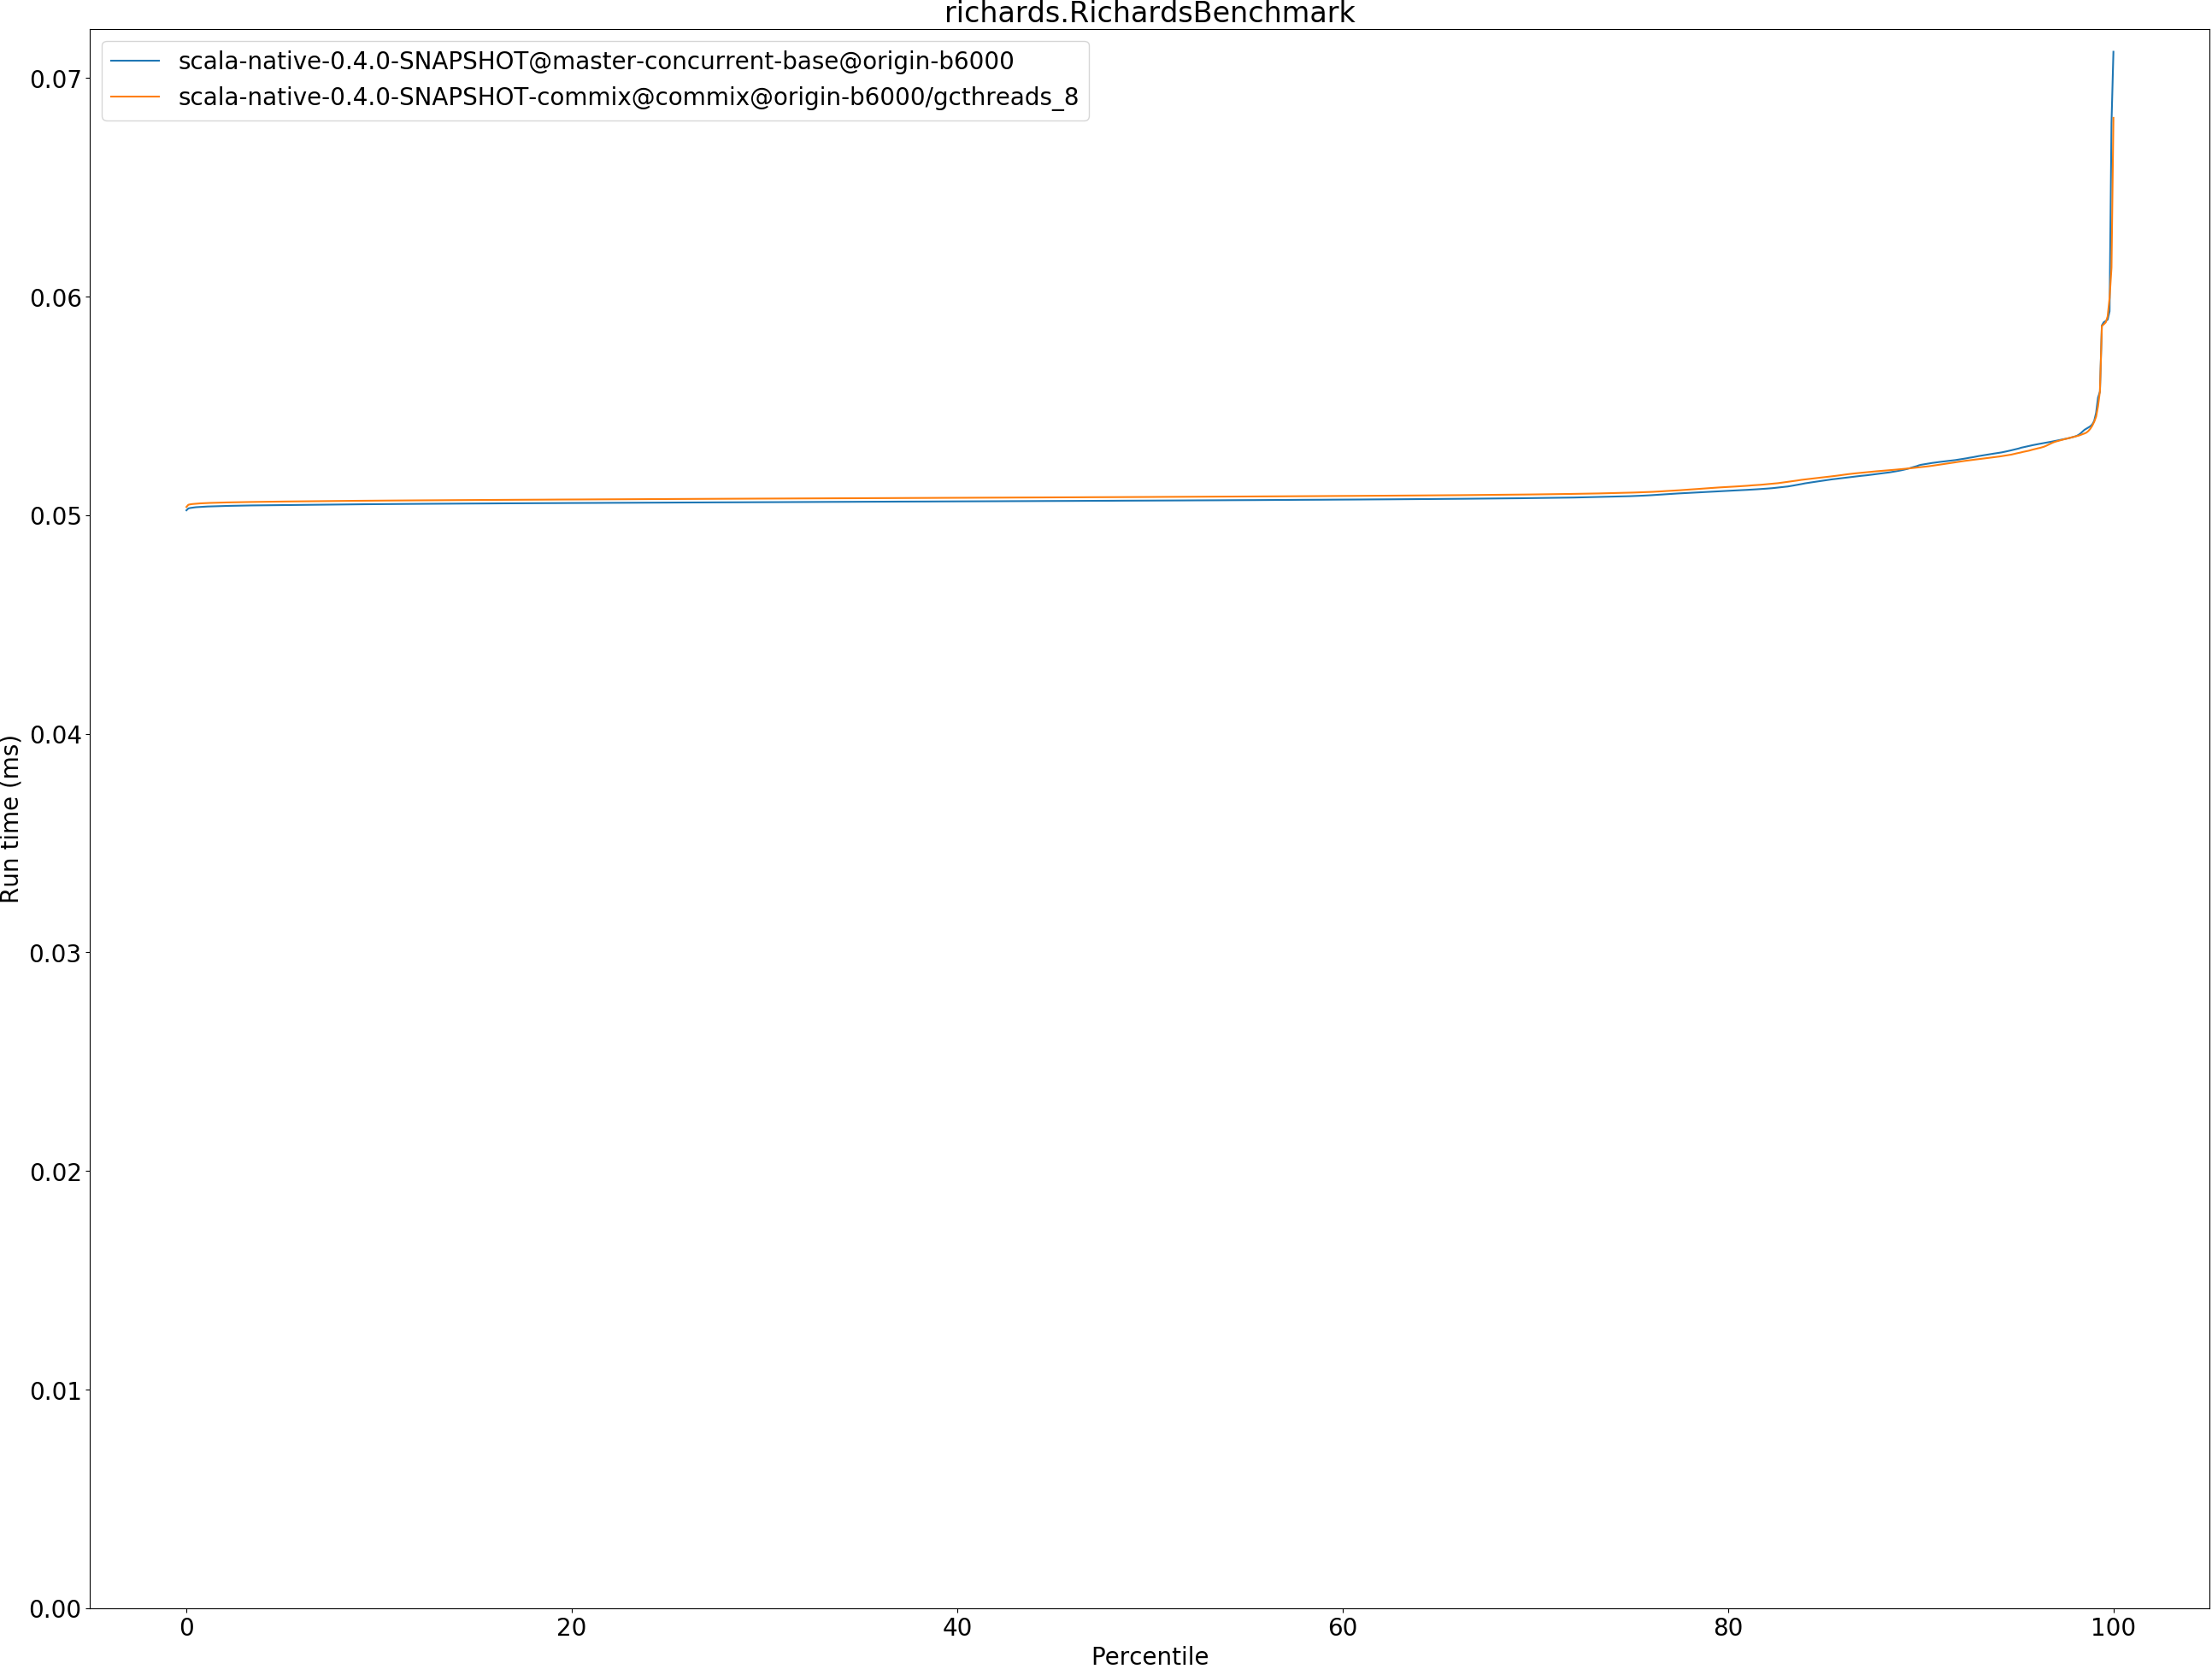 richards.RichardsBenchmark
scala-native-0.4.0-SNAPSHOT@master-concurrent-base@origin-b6000
scala-native-0.4.0-SNAPSHOT-commix@commix@origin-b6000/gcthreads_8
0.07
0.06
0.05
0.04
0.03
0.02
0.01
0.00
Run time (ms)
0 20 40 60 80 100
Percentile